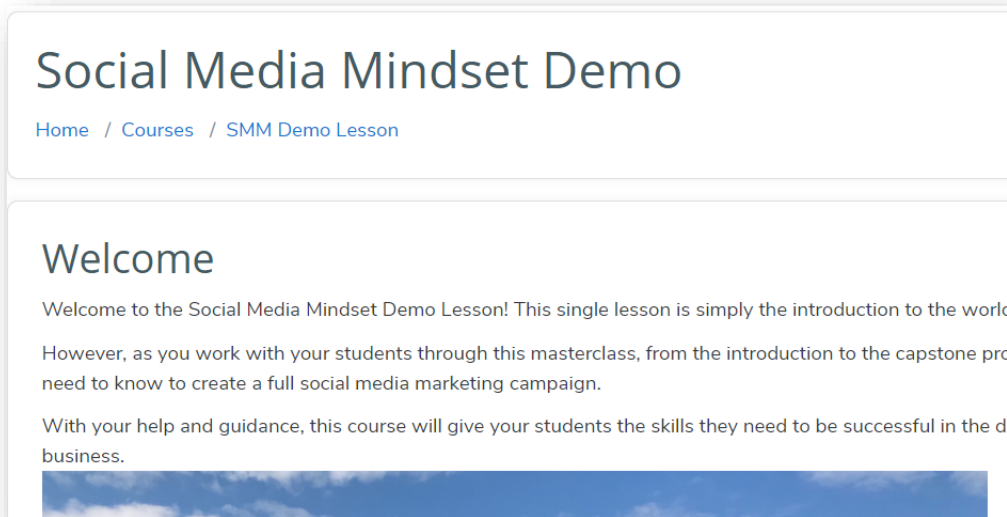 Social Media Mindset Demo
Home / Courses / SMM Demo Lesson
Welcome
Welcome to the Social Media Mindset Demo Lesson! This single lesson is simply the introduction to the
However, as you work with your students through this masterclass, from the introduction to the capstone
need to know to create a full social media marketing campaign.
With your help and guidance, this course will give your students the skills they need to be successful in the
business.